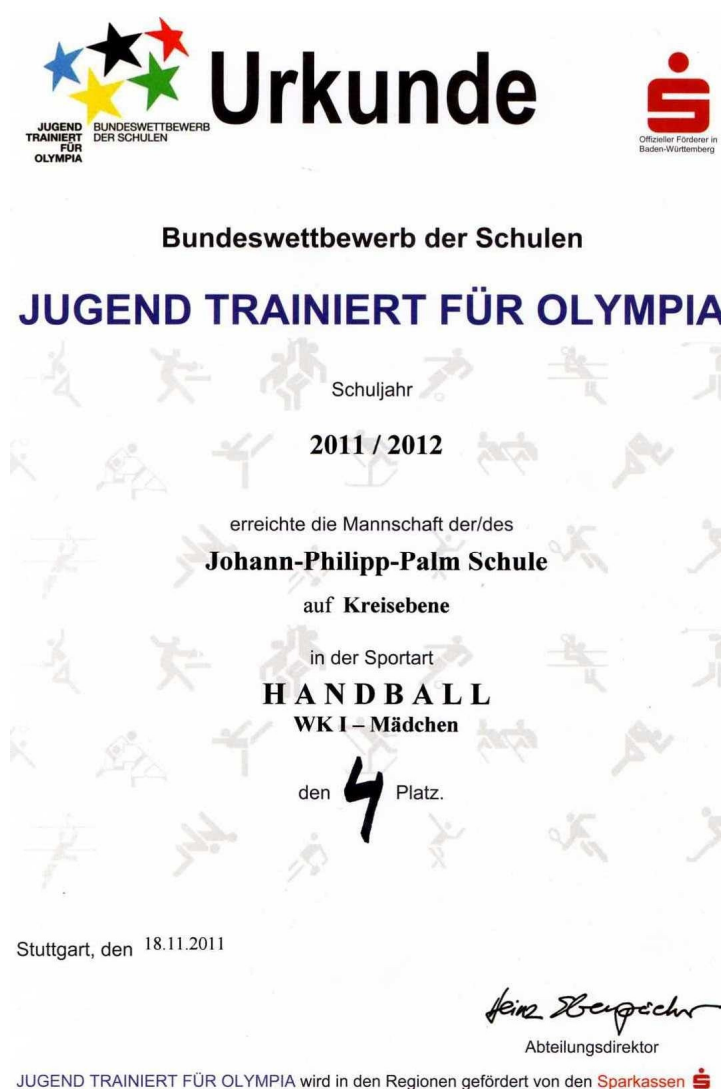 Urkunde
JUGEND
TRAINIERT
FÜR
OLYMPIA
BUNDESWETTBEWERB
DER SCHULEN
Offizieller Förderer in
Baden-Württemberg
Bundeswettbewerb der Schulen
JUGEND TRAINIERT FÜR OLYMPIA
Schuljahr
2011 / 2012
erreichte die Mannschaft der/des
Johann-Philipp-Palm Schule
auf Kreisebene
in der Sportart
HANDBALL
WK I – Mädchen
den 4 Platz.
Stuttgart, den 18.11.2011
Heinz
Abteilungsdirektor
JUGEND TRAINIERT FÜR OLYMPIA wird in den Regionen gefördert von den Sparkassen